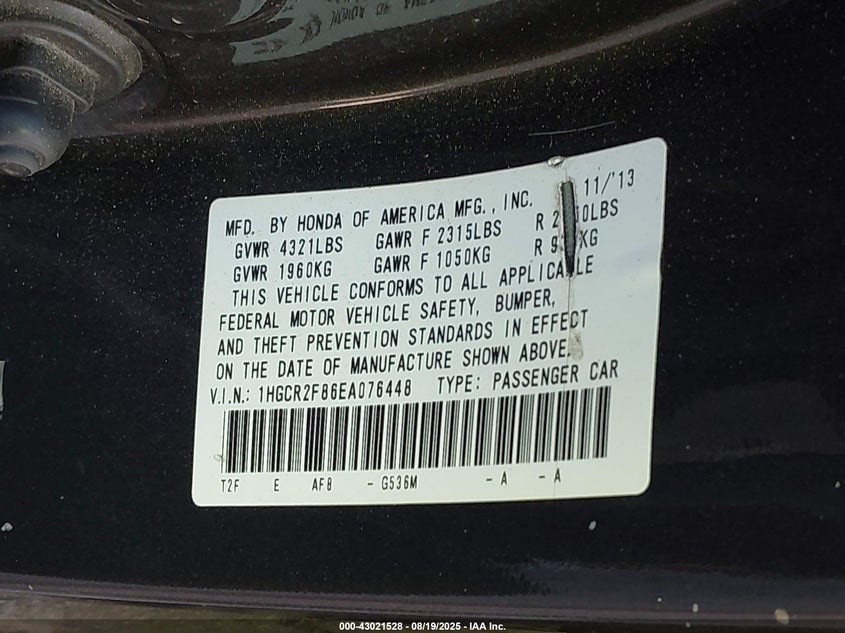 MFD. BY HONDA OF AMERICA MFG., INC. 11/'13
GVWR 4321LBS GAWR F 2315LBS R LBS
GVWR 1960KG GAWR F 1050KG R KG
THIS VEHICLE CONFORMS TO ALL APPLICABLE
FEDERAL MOTOR VEHICLE SAFETY, BUMPER,
AND THEFT PREVENTION STANDARDS IN EFFECT
ON THE DATE OF MANUFACTURE SHOWN ABOVE.
V.I.N.: 1HGCR2F86EA076448 TYPE: PASSENGER CAR
T2F E AF8 - G536M - A - A
000-43021528 - 08/19/2025 - IAA Inc.